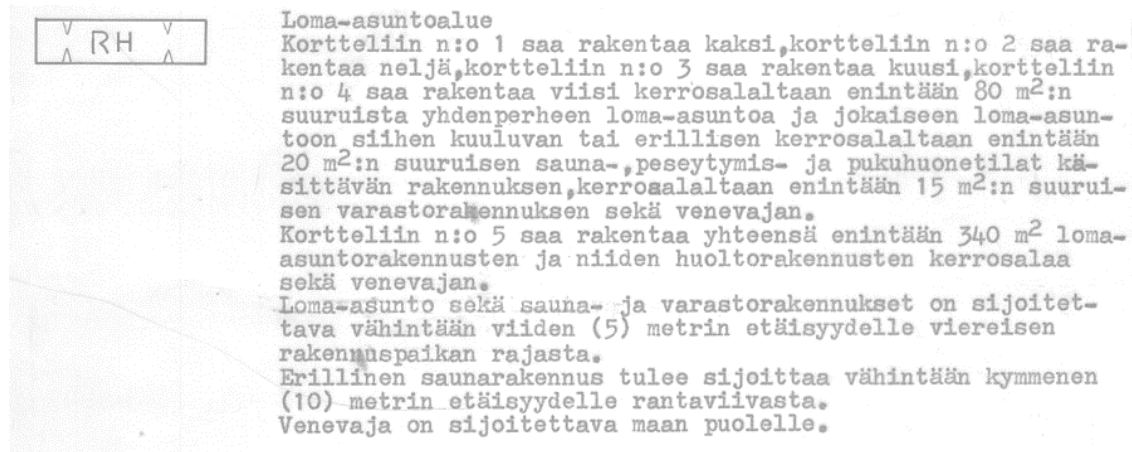 RH
Loma-asuntoalue
Kortteliin n:o 1 saa rakentaa kaksi,kortteliin n:o 2 saa ra-
kentaa neljä,kortteliin n:o 3 saa rakentaa kuusi,kortteliin
n:o 4 saa rakentaa viisi kerrosalaltaan enintään 80 m²:n
suuruista yhdenperheen loma-asuntoa ja jokaiseen loma-asun-
toon siihen kuuluvan tai erillisen kerrosalaltaan enintään
20 m²:n suuruisen sauna-,peseytymis- ja pukuhuonetilat kä-
sittävän rakennuksen,kerrosalaltaan enintään 15 m²:n suurui-
sen varastorakennuksen sekä venevajan.
Kortteliin n:o 5 saa rakentaa yhteensä enintään 340 m² loma-
asuntorakennusten ja niiden huoltorakennusten kerrosalaa
sekä venevajan.
Loma-asunto sekä sauna- ja varastorakennukset on sijoitet-
tava vähintään viiden (5) metrin etäisyydelle viereisen
rakennuspaikan rajasta.
Erillinen saunarakennus tulee sijoittaa vähintään kymmenen
(10) metrin etäisyydelle rantaviivasta.
Venevaja on sijoitettava maan puolelle.